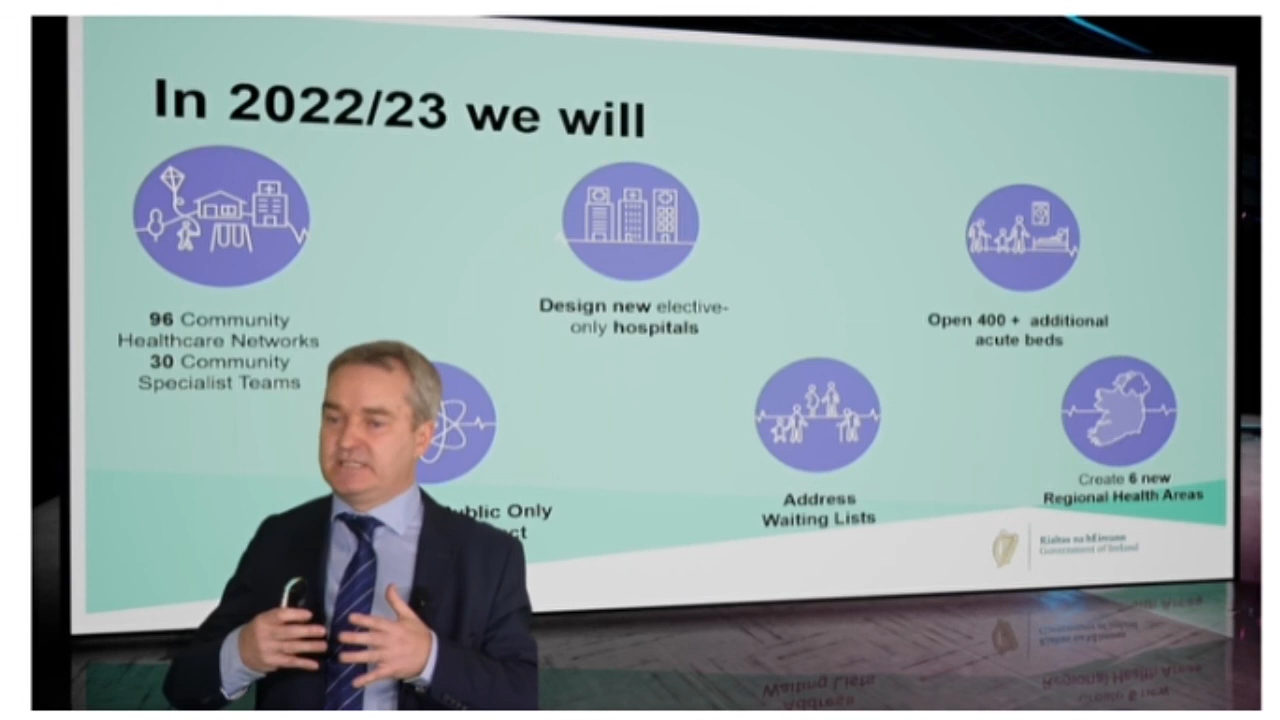 In 2022/23 we will
96 Community
Healthcare Networks
30 Community
Specialist Teams
Design new elective-
only hospitals
Open 400 + additional
acute beds
Only
Address
Waiting Lists
Create 6 new
Regional Health Areas
Rialtas na hÉireann
Government of Ireland